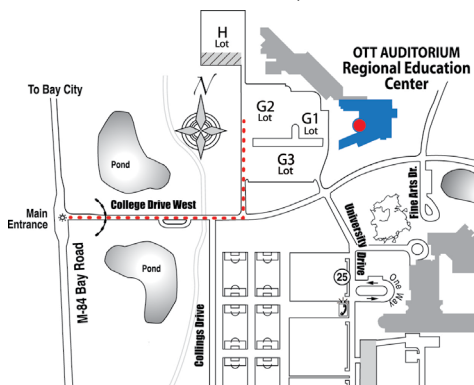 H
Lot
OTT AUDITORIUM
Regional Education
Center
To Bay City
N
G2
Lot
G1
Lot
G3
Lot
Pond
College Drive West
Main
Entrance
University
Drive
Fine Arts Dr.
M-84 Bay Road
Pond
Collings Drive
25
One Way